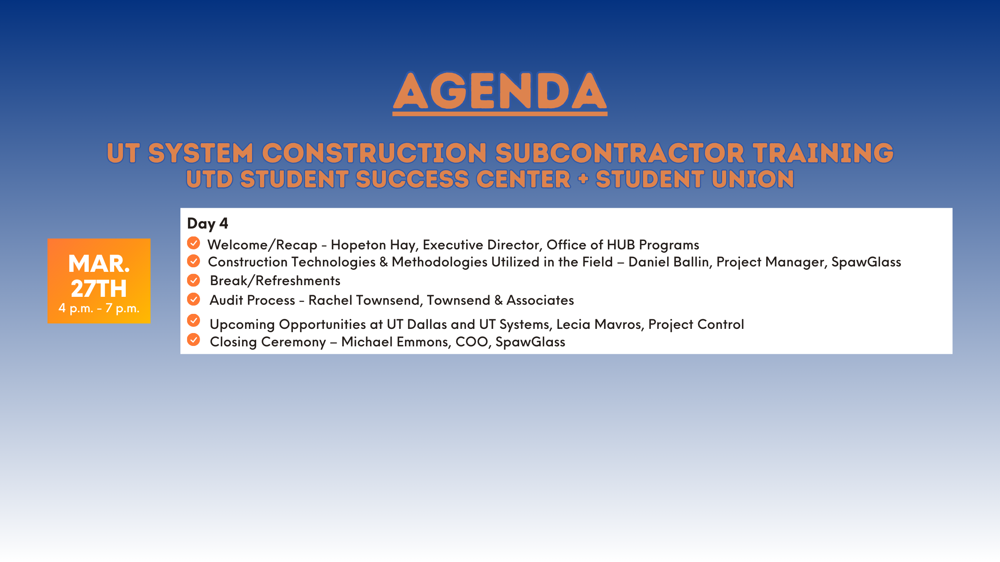 AGENDA
UT SYSTEM CONSTRUCTION SUBCONTRACTOR TRAINING
UTD STUDENT SUCCESS CENTER + STUDENT UNION
MAR.
27TH
4 p.m. - 7 p.m.
Day 4
Welcome/Recap - Hopeton Hay, Executive Director, Office of HUB Programs
Construction Technologies & Methodologies Utilized in the Field – Daniel Ballin, Project Manager, SpawGlass
Break/Refreshments
Audit Process - Rachel Townsend, Townsend & Associates
Upcoming Opportunities at UT Dallas and UT Systems, Lecia Mavros, Project Control
Closing Ceremony – Michael Emmons, COO, SpawGlass